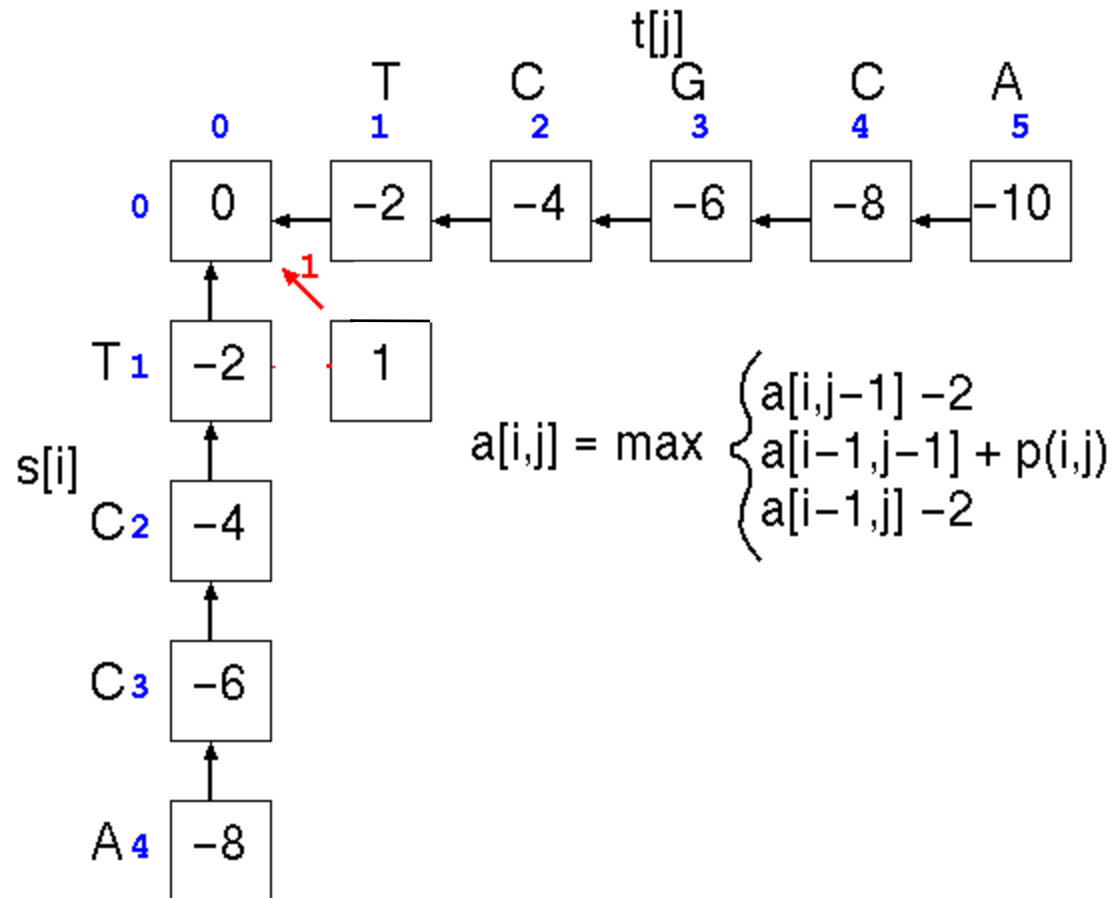 t[j]
T C G C A
0 1 2 3 4 5
0 0 −2 −4 −6 −8 −10
1
T 1 −2 1
a[i,j−1] −2
s[i] a[i,j] = max a[i−1,j−1] + p(i,j)
a[i−1,j] −2
C 2 −4
C 3 −6
A 4 −8